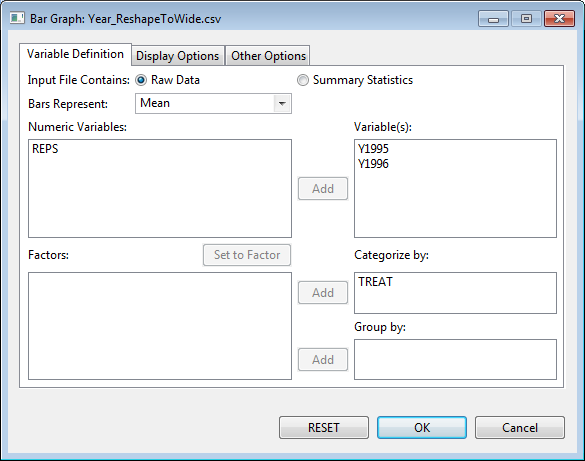 Bar Graph: Year_ReshapeToWide.csv
Variable Definition Display Options Other Options
Input File Contains: Raw Data Summary Statistics
Bars Represent: Mean
Numeric Variables: Variable(s):
REPS Y1995
Y1996
Add
Factors: Set to Factor Categorize by:
TREAT
Add
Group by:
Add
RESET OK Cancel